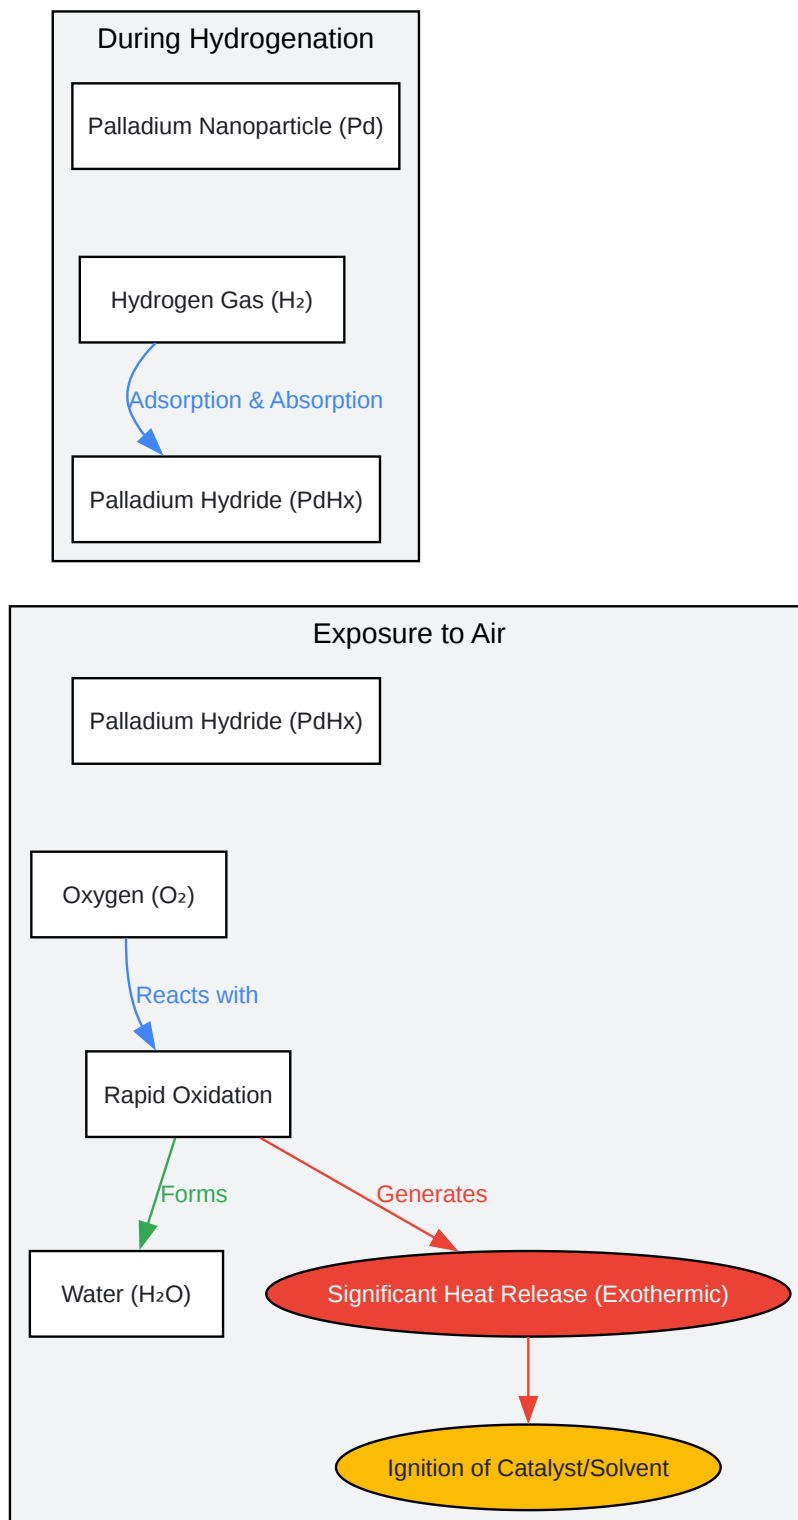 During Hydrogenation
Palladium Nanoparticle (Pd)
Hydrogen Gas (H₂)
Adsorption & Absorption
Palladium Hydride (PdHx)
Exposure to Air
Palladium Hydride (PdHx)
Oxygen (O₂)
Reacts with
Rapid Oxidation
Forms
Generates
Water (H₂O)
Significant Heat Release (Exothermic)
Ignition of Catalyst/Solvent